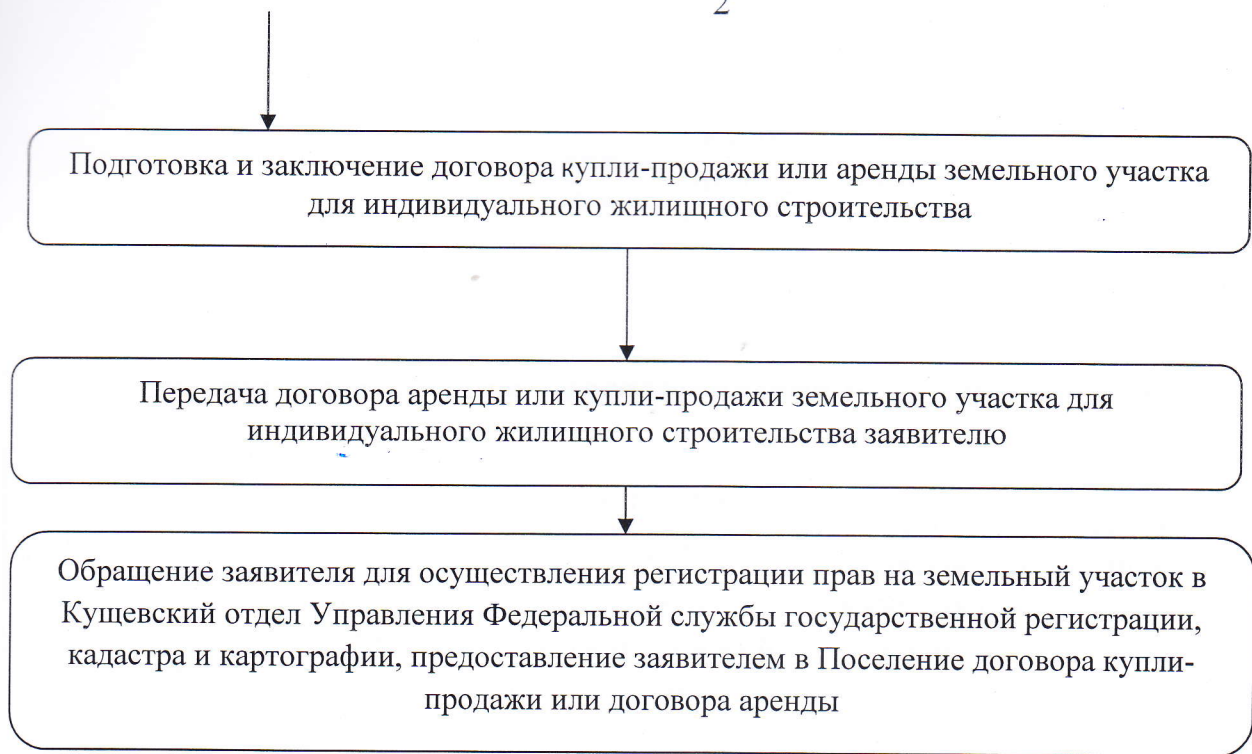 2
Подготовка и заключение договора купли-продажи или аренды земельного участка
для индивидуального жилищного строительства
Передача договора аренды или купли-продажи земельного участка для
индивидуального жилищного строительства заявителю
Обращение заявителя для осуществления регистрации прав на земельный участок в
Кущевский отдел Управления Федеральной службы государственной регистрации,
кадастра и картографии, предоставление заявителем в Поселение договора купли-
продажи или договора аренды